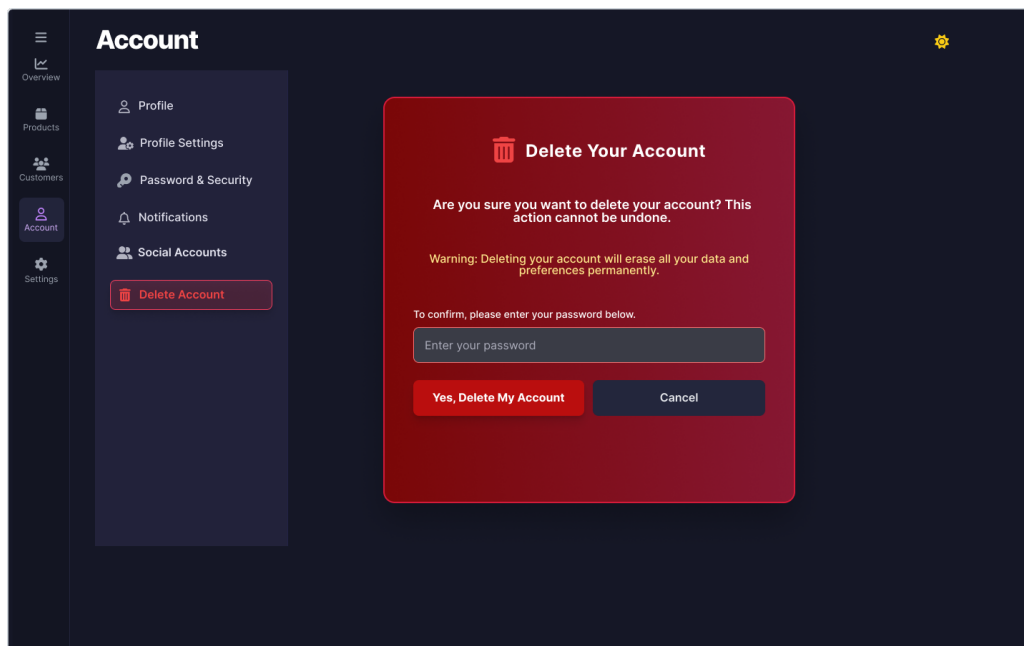 Account
Overview
Products
Customers
Account
Settings
Profile
Profile Settings
Password & Security
Notifications
Social Accounts
Delete Account
Delete Your Account
Are you sure you want to delete your account? This
action cannot be undone.
Warning: Deleting your account will erase all your data and
preferences permanently.
To confirm, please enter your password below.
Enter your password
Yes, Delete My Account
Cancel